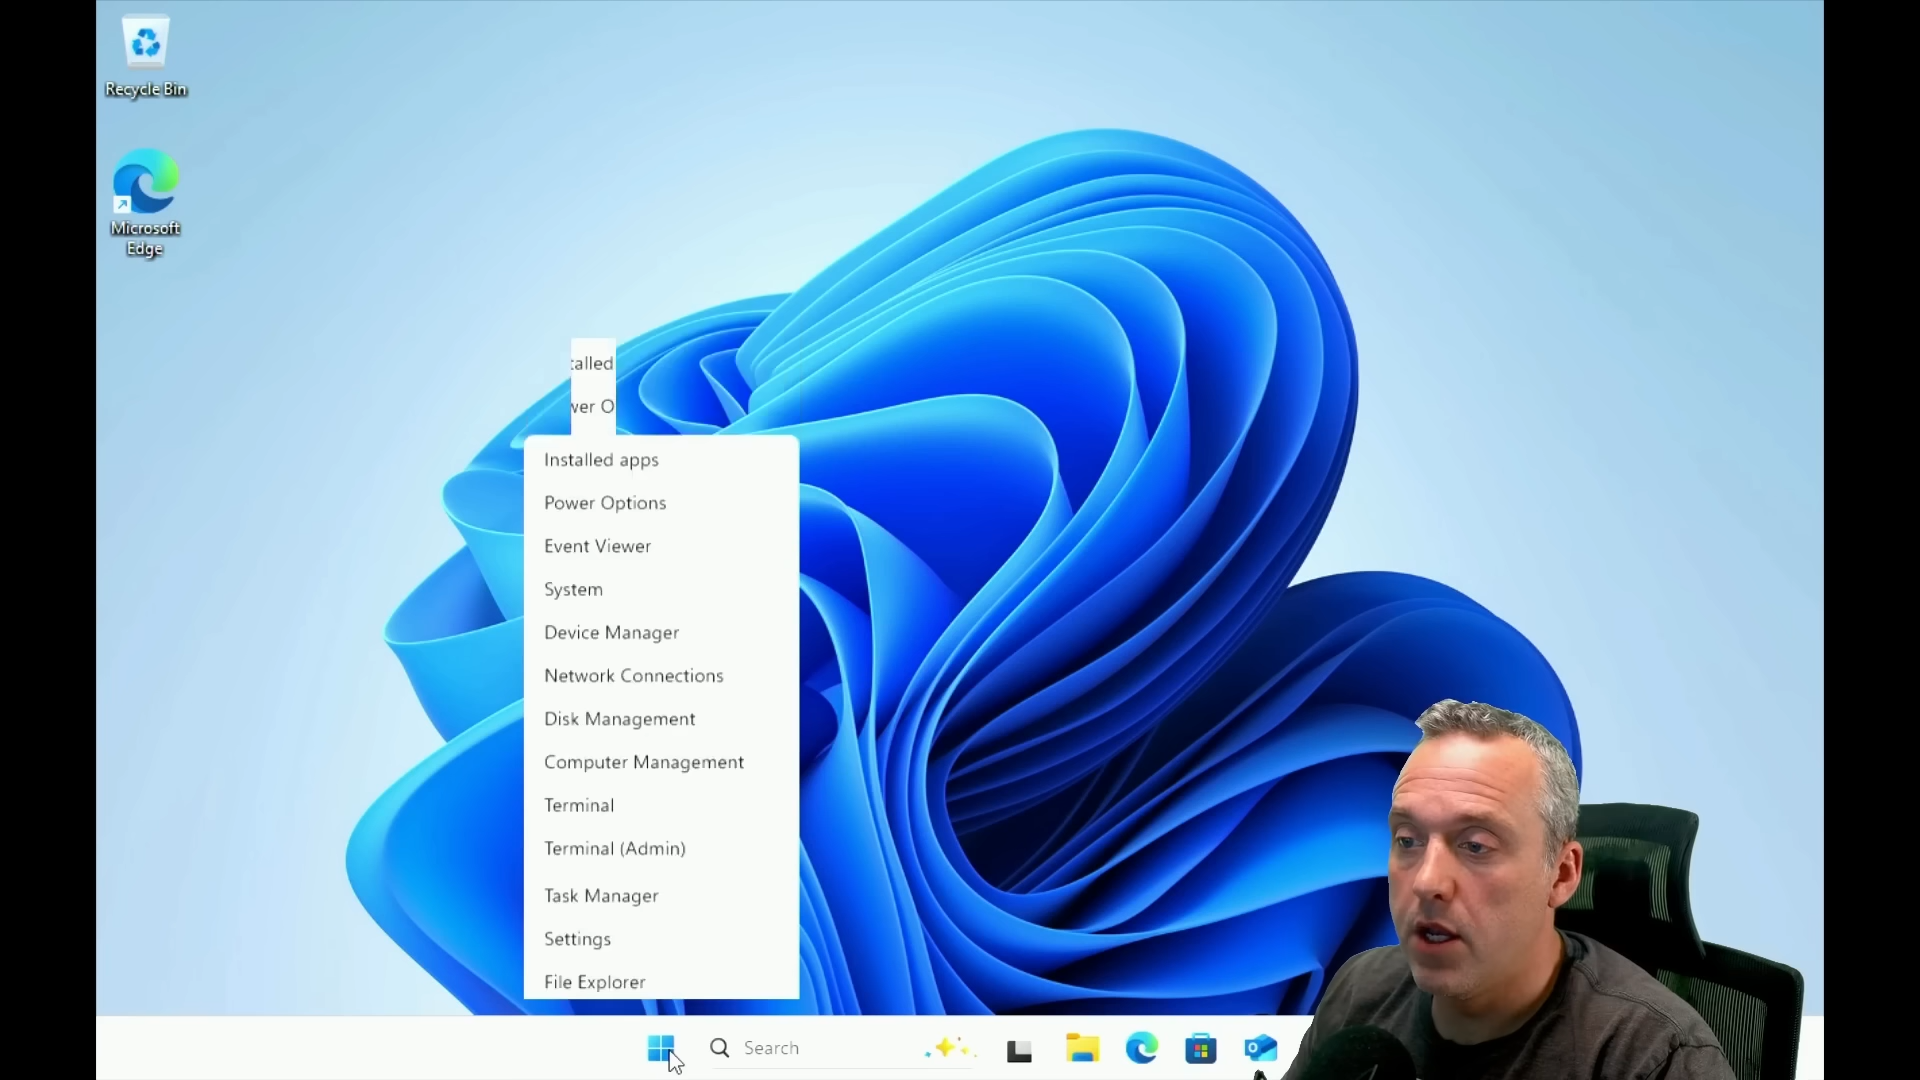 Recycle Bin
Microsoft
Edge
talled
wer O
Installed apps
Power Options
Event Viewer
System
Device Manager
Network Connections
Disk Management
Computer Management
Terminal
Terminal (Admin)
Task Manager
Settings
File Explorer
Search